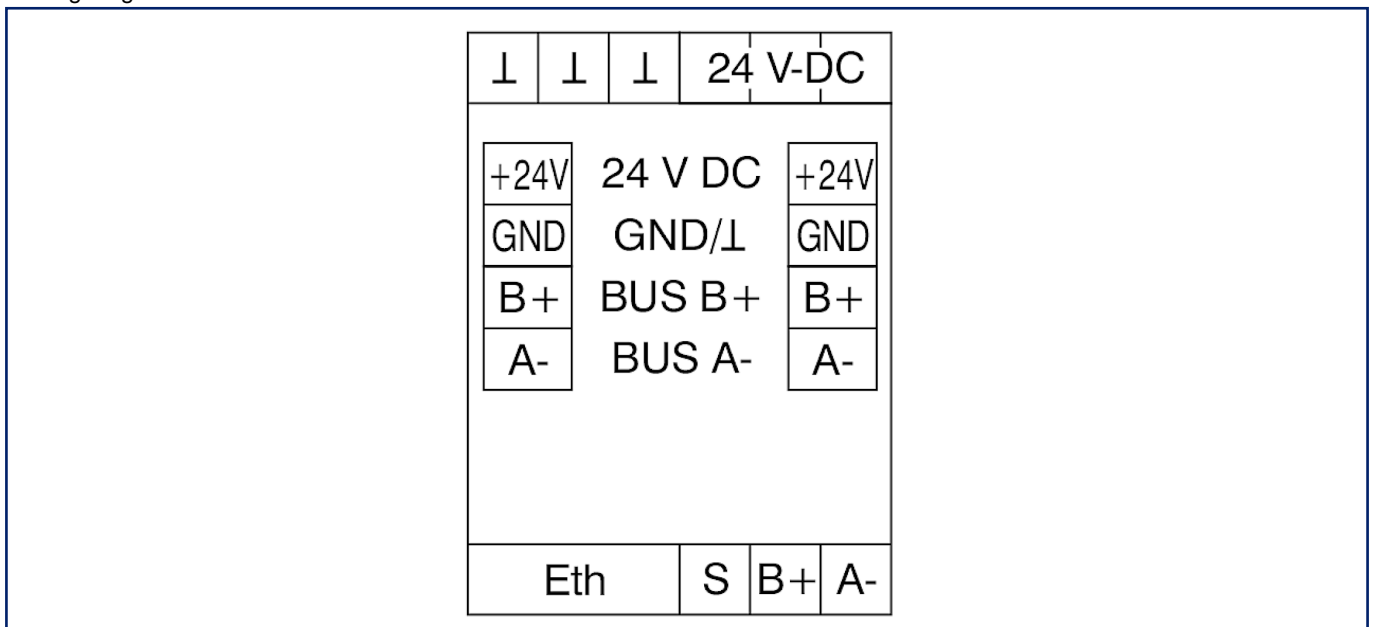 ⊥ ⊥ ⊥ 24 V-DC
+24V 24 V DC +24V
GND GND/⊥ GND
B+ BUS B+ B+
A- BUS A- A-
Eth S B+ A-